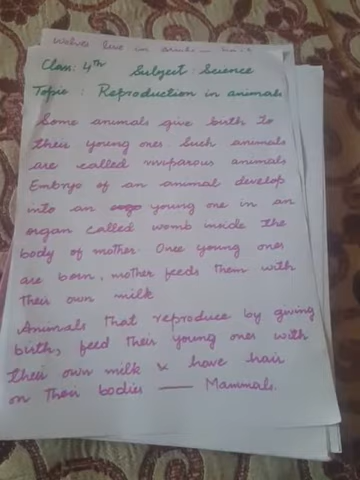 wolves live in
Class: 4th Subject: Science
Topic : Reproduction in animals
Some animals give birth to
their young ones. Such animals
are called viviparous animals
Embryo of an animal develop
into an young one in an
organ called womb inside the
body of mother. Once young ones
are born, mother feeds them with
their own milk
Animals that reproduce by giving
birth, feed their young ones with
their own milk & have hair
on their bodies — Mammals.